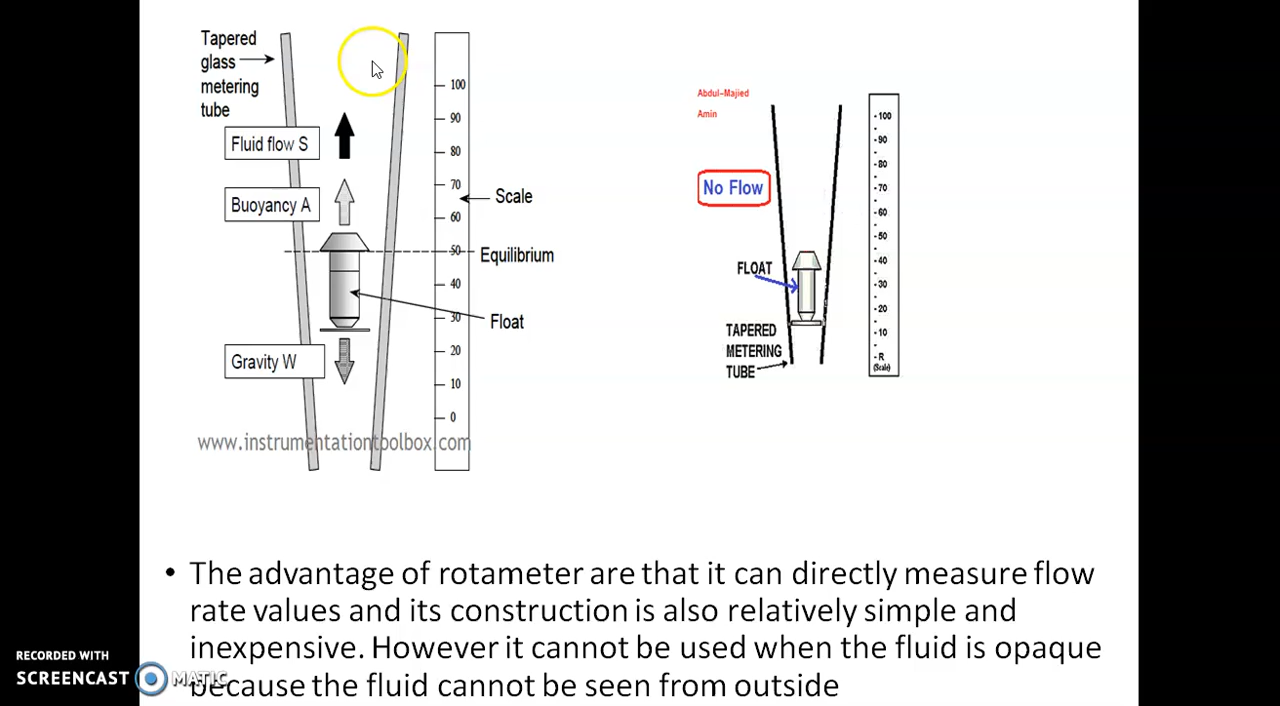 Tapered
glass
metering
tube
Fluid flow S
Buoyancy A
Gravity W
100
90
80
70
60
50
40
30
20
10
0
Scale
Equilibrium
Float
www.instrumentationtoolbox.com
Abdul-Majied
Amin
No Flow
FLOAT
TAPERED
METERING
TUBE
100
90
80
70
60
50
40
30
20
10
R
(Scale)
• The advantage of rotameter are that it can directly measure flow
rate values and its construction is also relatively simple and
inexpensive. However it cannot be used when the fluid is opaque
because the fluid cannot be seen from outside
RECORDED WITH
SCREENCAST MATIC